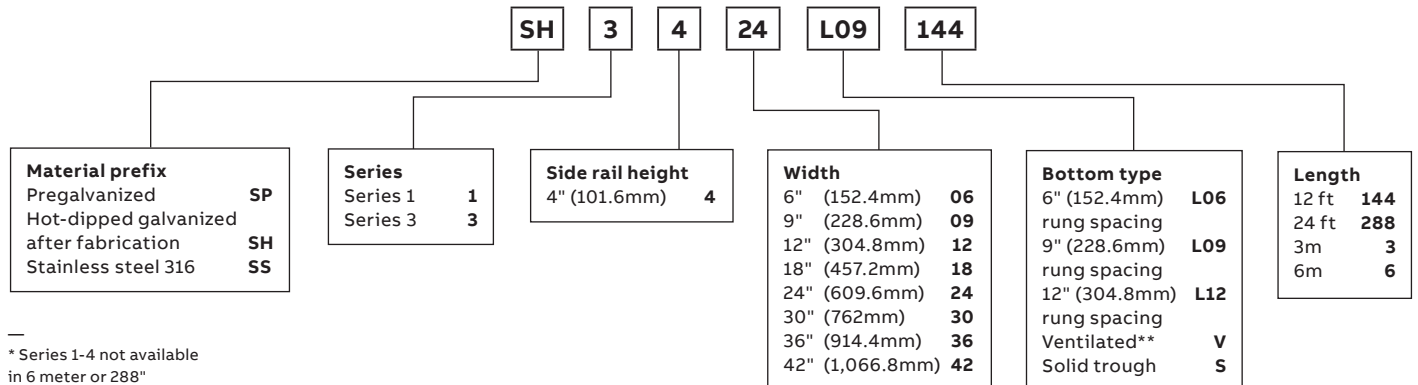 SH 3 4 24 L09 144
Material prefix
Pregalvanized SP
Hot-dipped galvanized
after fabrication SH
Stainless steel 316 SS
Series
Series 1 1
Series 3 3
Side rail height
4" (101.6mm) 4
Width
6" (152.4mm) 06
9" (228.6mm) 09
12" (304.8mm) 12
18" (457.2mm) 18
24" (609.6mm) 24
30" (762mm) 30
36" (914.4mm) 36
42" (1,066.8mm) 42
Bottom type
6" (152.4mm) L06
rung spacing
9" (228.6mm) L09
rung spacing
12" (304.8mm) L12
rung spacing
Ventilated** V
Solid trough S
Length
12 ft 144
24 ft 288
3m 3
6m 6
—
* Series 1-4 not available
in 6 meter or 288"